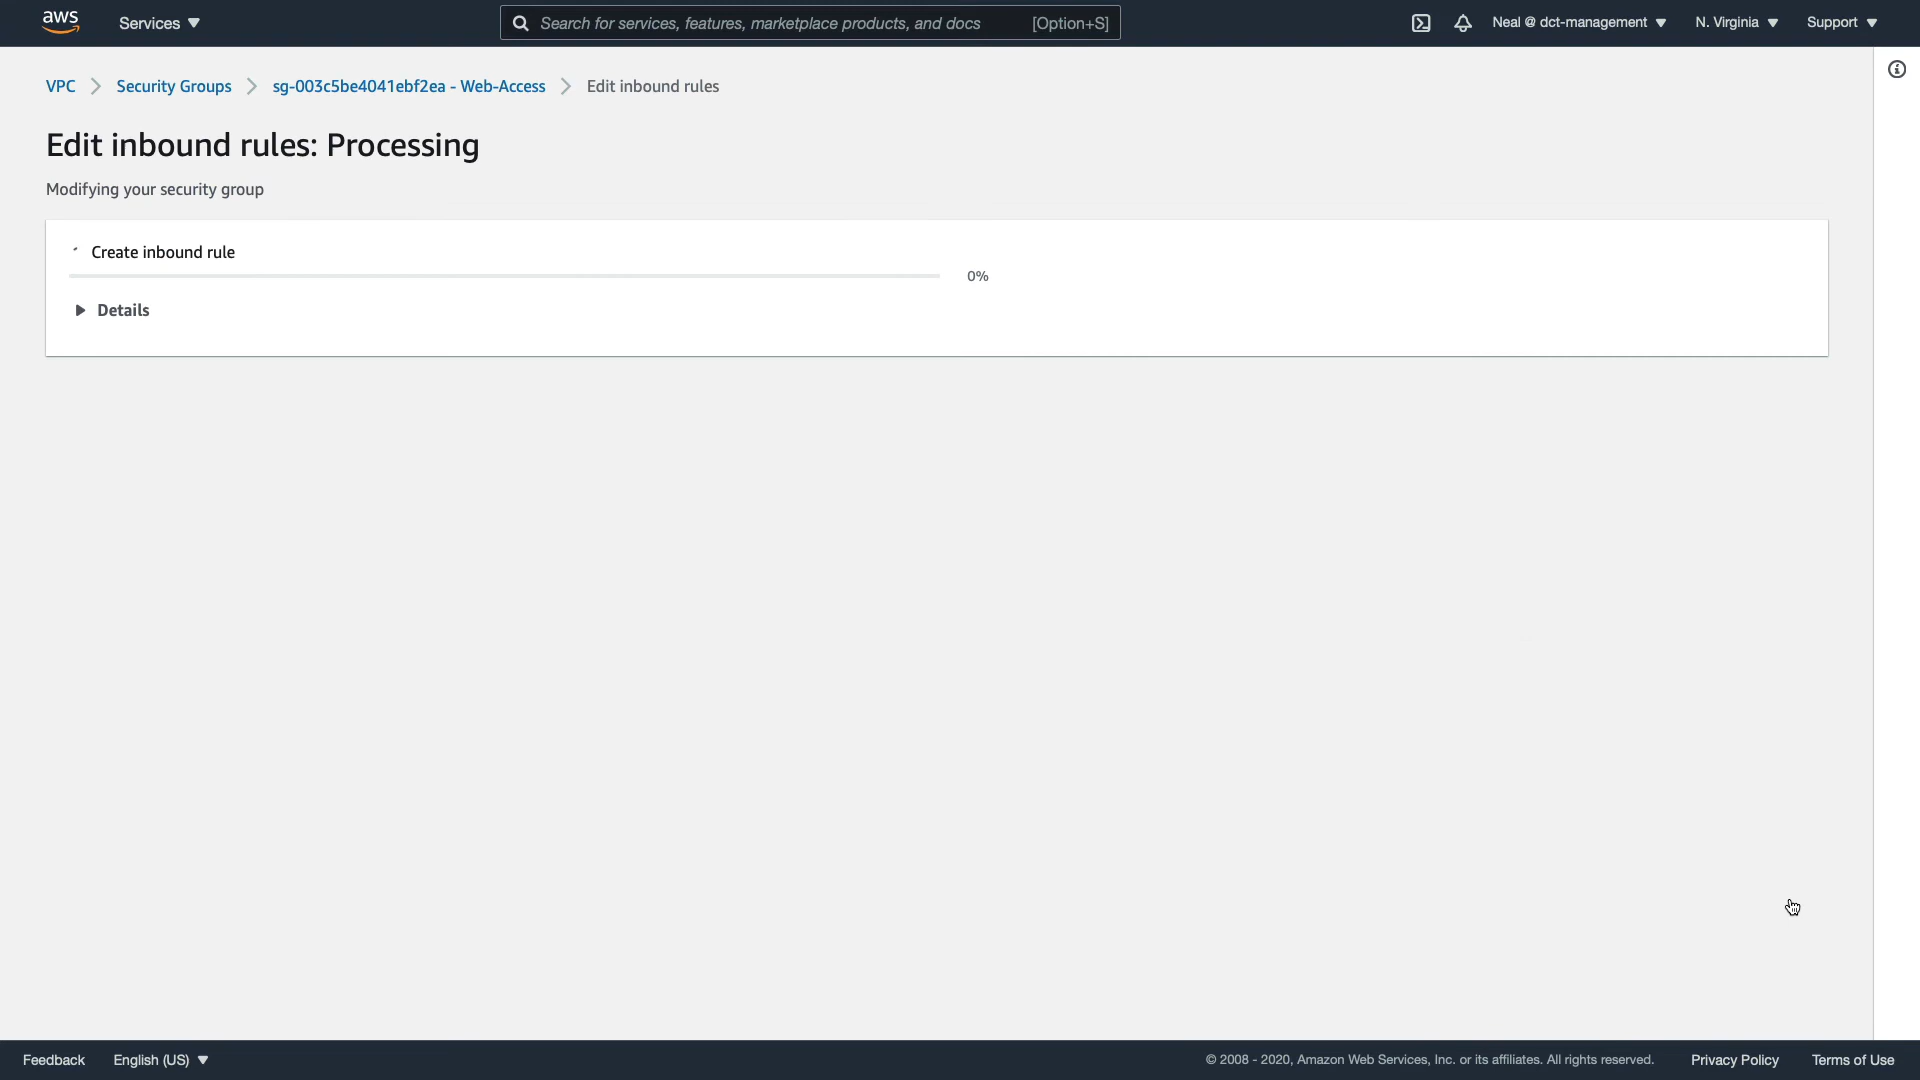 aws Services Search for services, features, marketplace products, and docs [Option+S] Neal @ dct-management N. Virginia Support
VPC Security Groups sg-003c5be4041ebf2ea - Web-Access Edit inbound rules
Edit inbound rules: Processing
Modifying your security group
Create inbound rule
0%
Details
Feedback English (US) © 2008 - 2020, Amazon Web Services, Inc. or its affiliates. All rights reserved. Privacy Policy Terms of Use